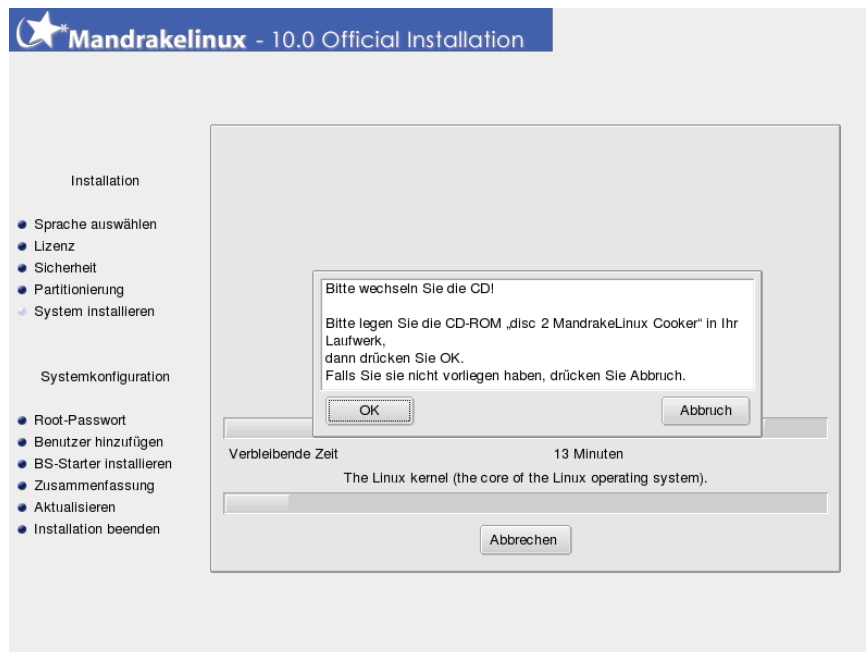 Mandrakelinux - 10.0 Official Installation
Installation
Sprache auswählen
Lizenz
Sicherheit
Partitionierung
System installieren
Systemkonfiguration
Root-Passwort
Benutzer hinzufügen
BS-Starter installieren
Zusammenfassung
Aktualisieren
Installation beenden
Bitte wechseln Sie die CD!
Bitte legen Sie die CD-ROM „disc 2 MandrakeLinux Cooker“ in Ihr
Laufwerk,
dann drücken Sie OK.
Falls Sie sie nicht vorliegen haben, drücken Sie Abbruch.
OK Abbruch
Verbleibende Zeit 13 Minuten
The Linux kernel (the core of the Linux operating system).
Abbrechen